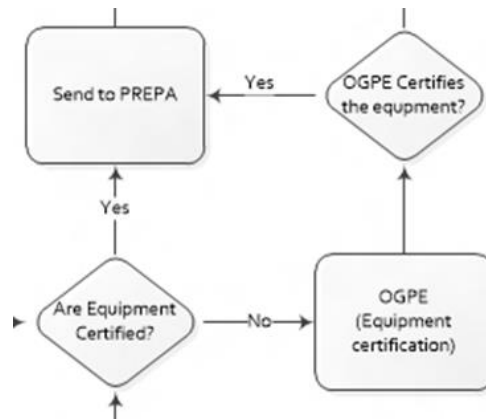 Send to PREPA
Yes
OGPE Certifies
the equpment?
Yes
Are Equipment
Certified?
No
OGPE
(Equipment
certification)